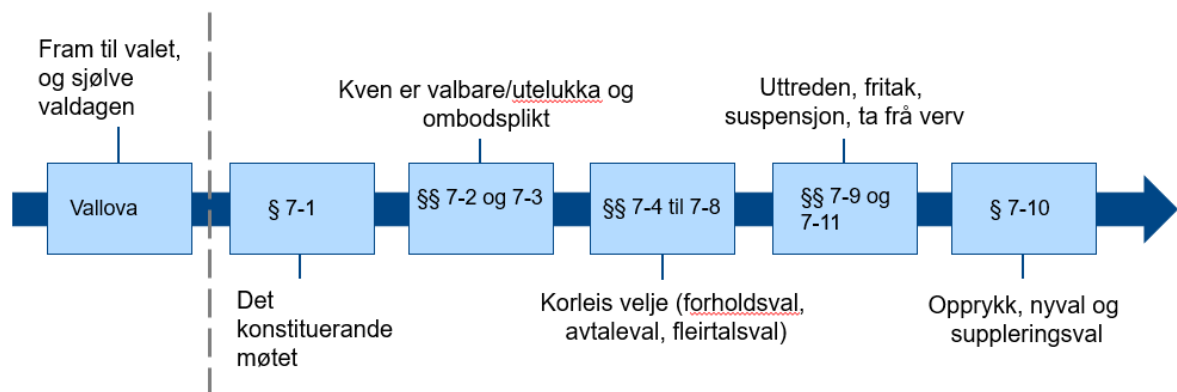 Fram til valet,
og sjølve
valdagen
Kven er valbare/utelukka og
ombodsplikt
Uttreden, fritak,
suspensjon, ta frå verv
Vallova
§ 7-1
§§ 7-2 og 7-3
§§ 7-4 til 7-8
§§ 7-9 og
7-11
§ 7-10
Det
konstituerande
møtet
Korleis velje (forholdsval,
avtaleval, fleirtalsval)
Opprykk, nyval og
suppleringsval